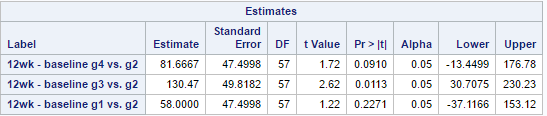 Estimates
Label Estimate Standard Error DF t Value Pr > |t| Alpha Lower Upper
12wk - baseline g4 vs. g2 81.6667 47.4998 57 1.72 0.0910 0.05 -13.4499 176.78
12wk - baseline g3 vs. g2 130.47 49.8182 57 2.62 0.0113 0.05 30.7075 230.23
12wk - baseline g1 vs. g2 58.0000 47.4998 57 1.22 0.2271 0.05 -37.1166 153.12